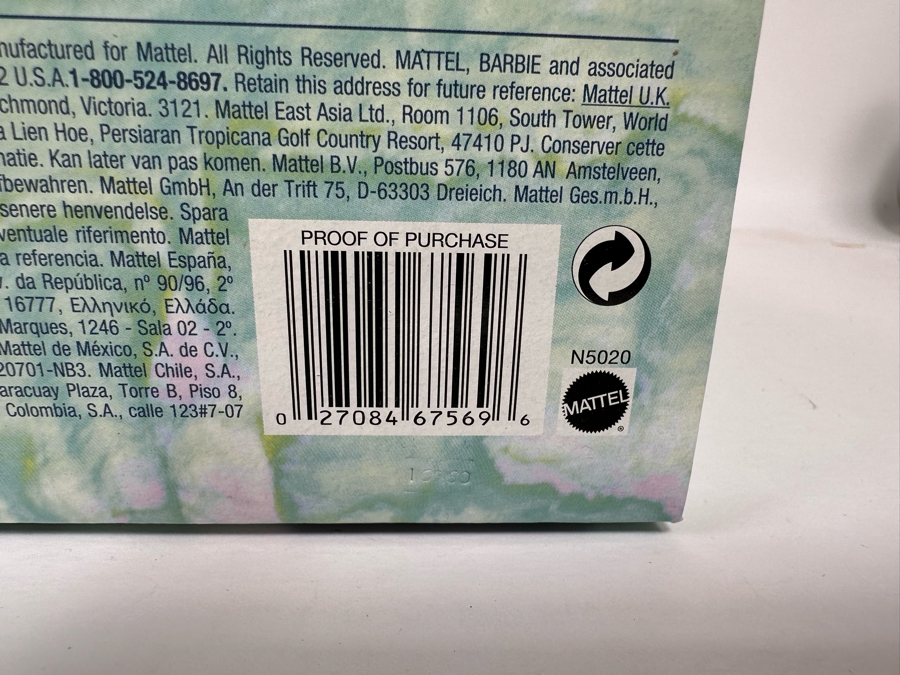 nufactured for Mattel. All Rights Reserved. MATTEL, BARBIE and associated
2 U.S.A.1-800-524-8697. Retain this address for future reference: Mattel U.K.
chmond, Victoria. 3121. Mattel East Asia Ltd., Room 1106, South Tower, World
a Lien Hoe, Persiaran Tropicana Golf Country Resort, 47410 PJ. Conserver cette
natie. Kan later van pas komen. Mattel B.V., Postbus 576, 1180 AN Amstelveen,
fbewahren. Mattel GmbH, An der Trift 75, D-63303 Dreieich. Mattel Ges.m.b.H.,
senere henvendelse. Spara
ventuale riferimento. Mattel
a referencia. Mattel España,
. da República, nº 90/96, 2º
16777, Ελληνικό, Ελλάδα.
Marques, 1246 - Sala 02 - 2º.
Mattel de México, S.A. de C.V.,
20701-NB3. Mattel Chile, S.A.,
aracuay Plaza, Torre B, Piso 8,
Colombia, S.A., calle 123#7-07
PROOF OF PURCHASE
0 27084 67569 6
N5020
MATTEL
®